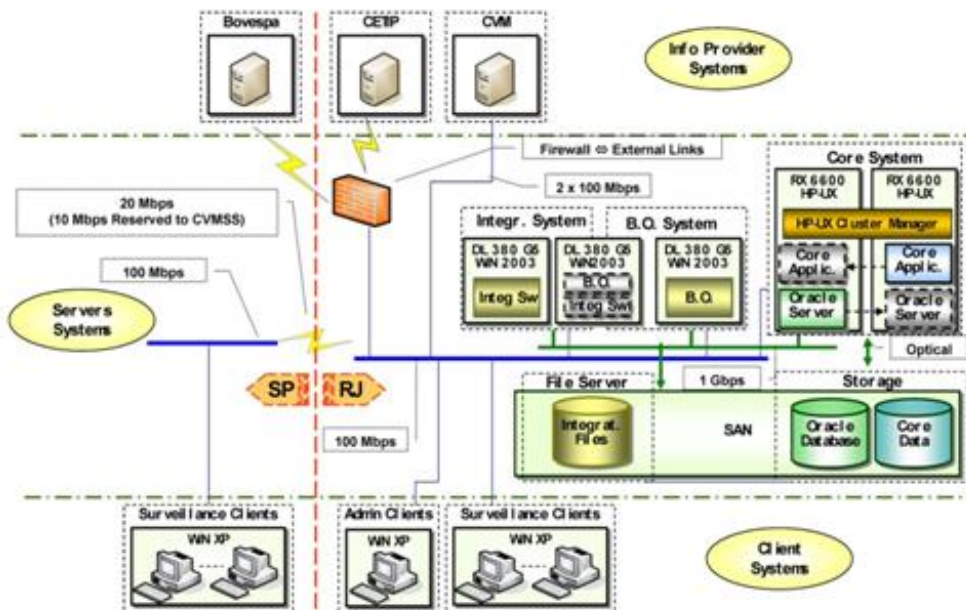 Bovespa
CETIP
CVM
Info Provider
Systems
Firewall ⇔ External Links
Core System
RX 6600
HP-UX
RX 6600
HP-UX
2 x 100 Mbps
20 Mbps
(10 Mbps Reserved to CVMSS)
Integr. System
B.O. System
HP-UX Cluster Manager
DL 380 G5
WIN 2003
DL 380 G5
WIN2003
DL 380 G5
WIN 2003
Core
Applic.
Core
Applic.
100 Mbps
Integ Sw
B.O.
Integ Sw
B.O.
Oracle
Server
Oracle
Server
Servers
Systems
Optical
SP
RJ
File Server
1 Gbps
Storage
100 Mbps
Integrat.
Files
SAN
Oracle
Database
Core
Data
Surveillance Clients
WIN XP
Admin Clients
WIN XP
Surveillance Clients
WIN XP
Client
Systems